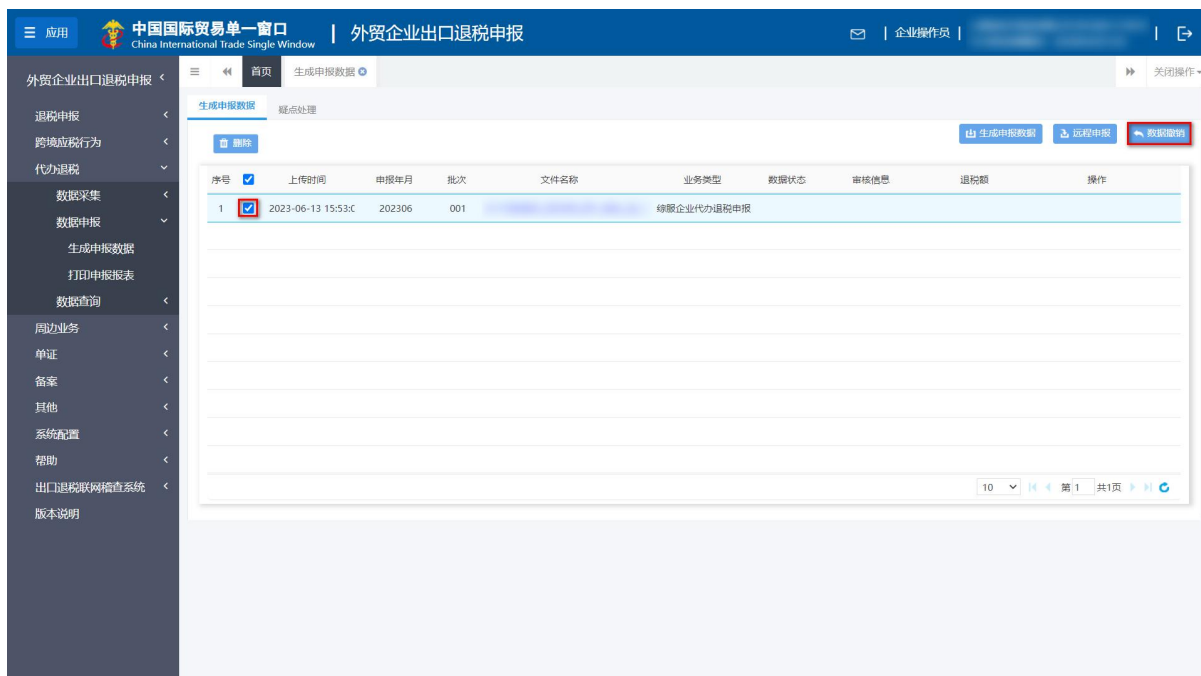 应用 中国国际贸易单一窗口 | 外贸企业出口退税申报 | 企业操作员 | |
China International Trade Single Window
外贸企业出口退税申报
首页 生成申报数据 关闭操作
生成申报数据 疑点处理
退税申报
跨境应税行为
代办退税
数据采集
数据申报
生成申报数据
打印申报报表
数据查询
周边业务
单证
备案
其他
系统配置
帮助
出口退税联网稽查系统
版本说明
删除 生成申报数据 远程申报 数据撤销
序号 上传时间 申报年月 批次 文件名称 业务类型 数据状态 审核信息 退税额 操作
1 2023-06-13 15:53:0 202306 001 综服企业代办退税申报
10 第 1 共1页